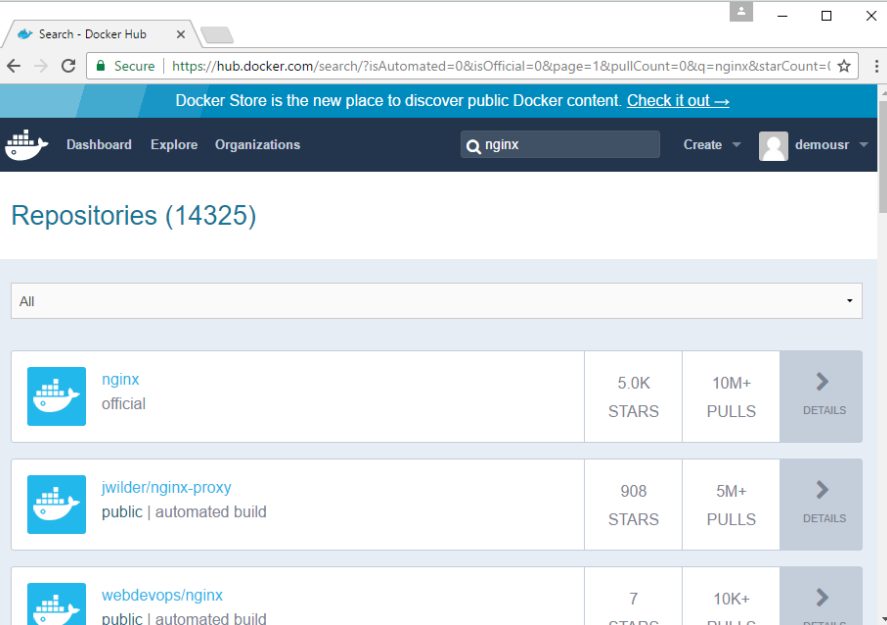 Search - Docker Hub
Secure | https://hub.docker.com/search/?isAutomated=0&isOfficial=0&page=1&pullCount=0&q=nginx&starCount=
Docker Store is the new place to discover public Docker content. Check it out →
Dashboard Explore Organizations nginx Create demousr
Repositories (14325)
All
nginx
official
5.0K
STARS
10M+
PULLS
DETAILS
jwilder/nginx-proxy
public | automated build
908
STARS
5M+
PULLS
DETAILS
webdevops/nginx
public | automated build
7
STARS
10K+
PULLS
DETAILS